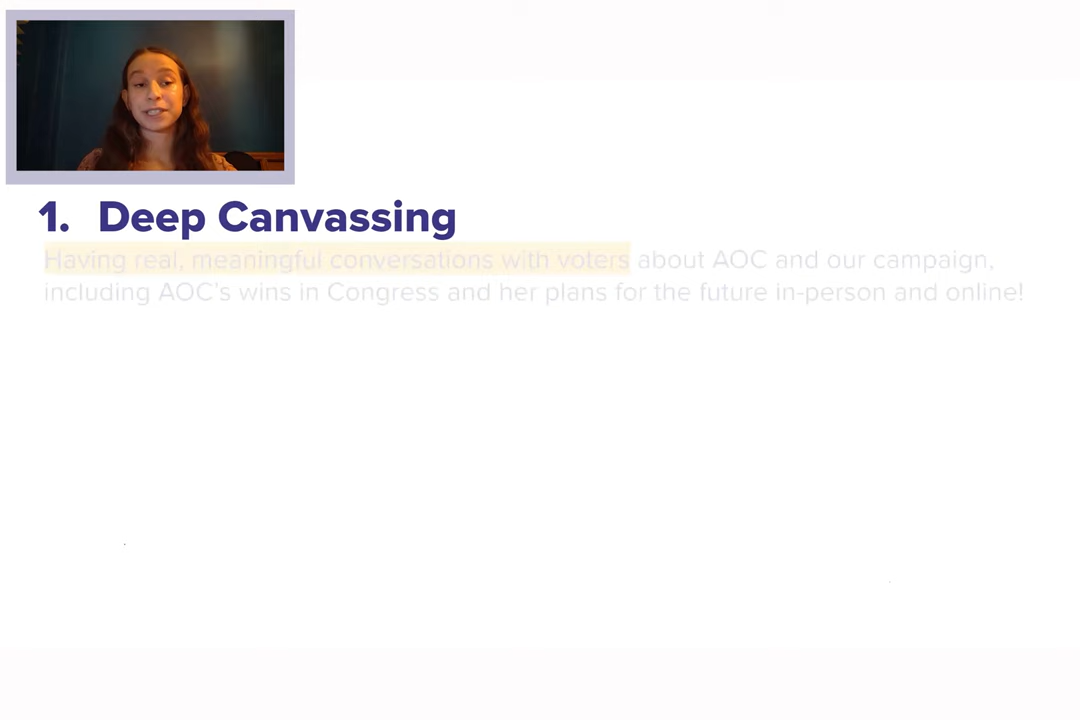 1. Deep Canvassing
Having real, meaningful conversations with voters about AOC and our campaign,
including AOC's wins in Congress and her plans for the future in-person and online!